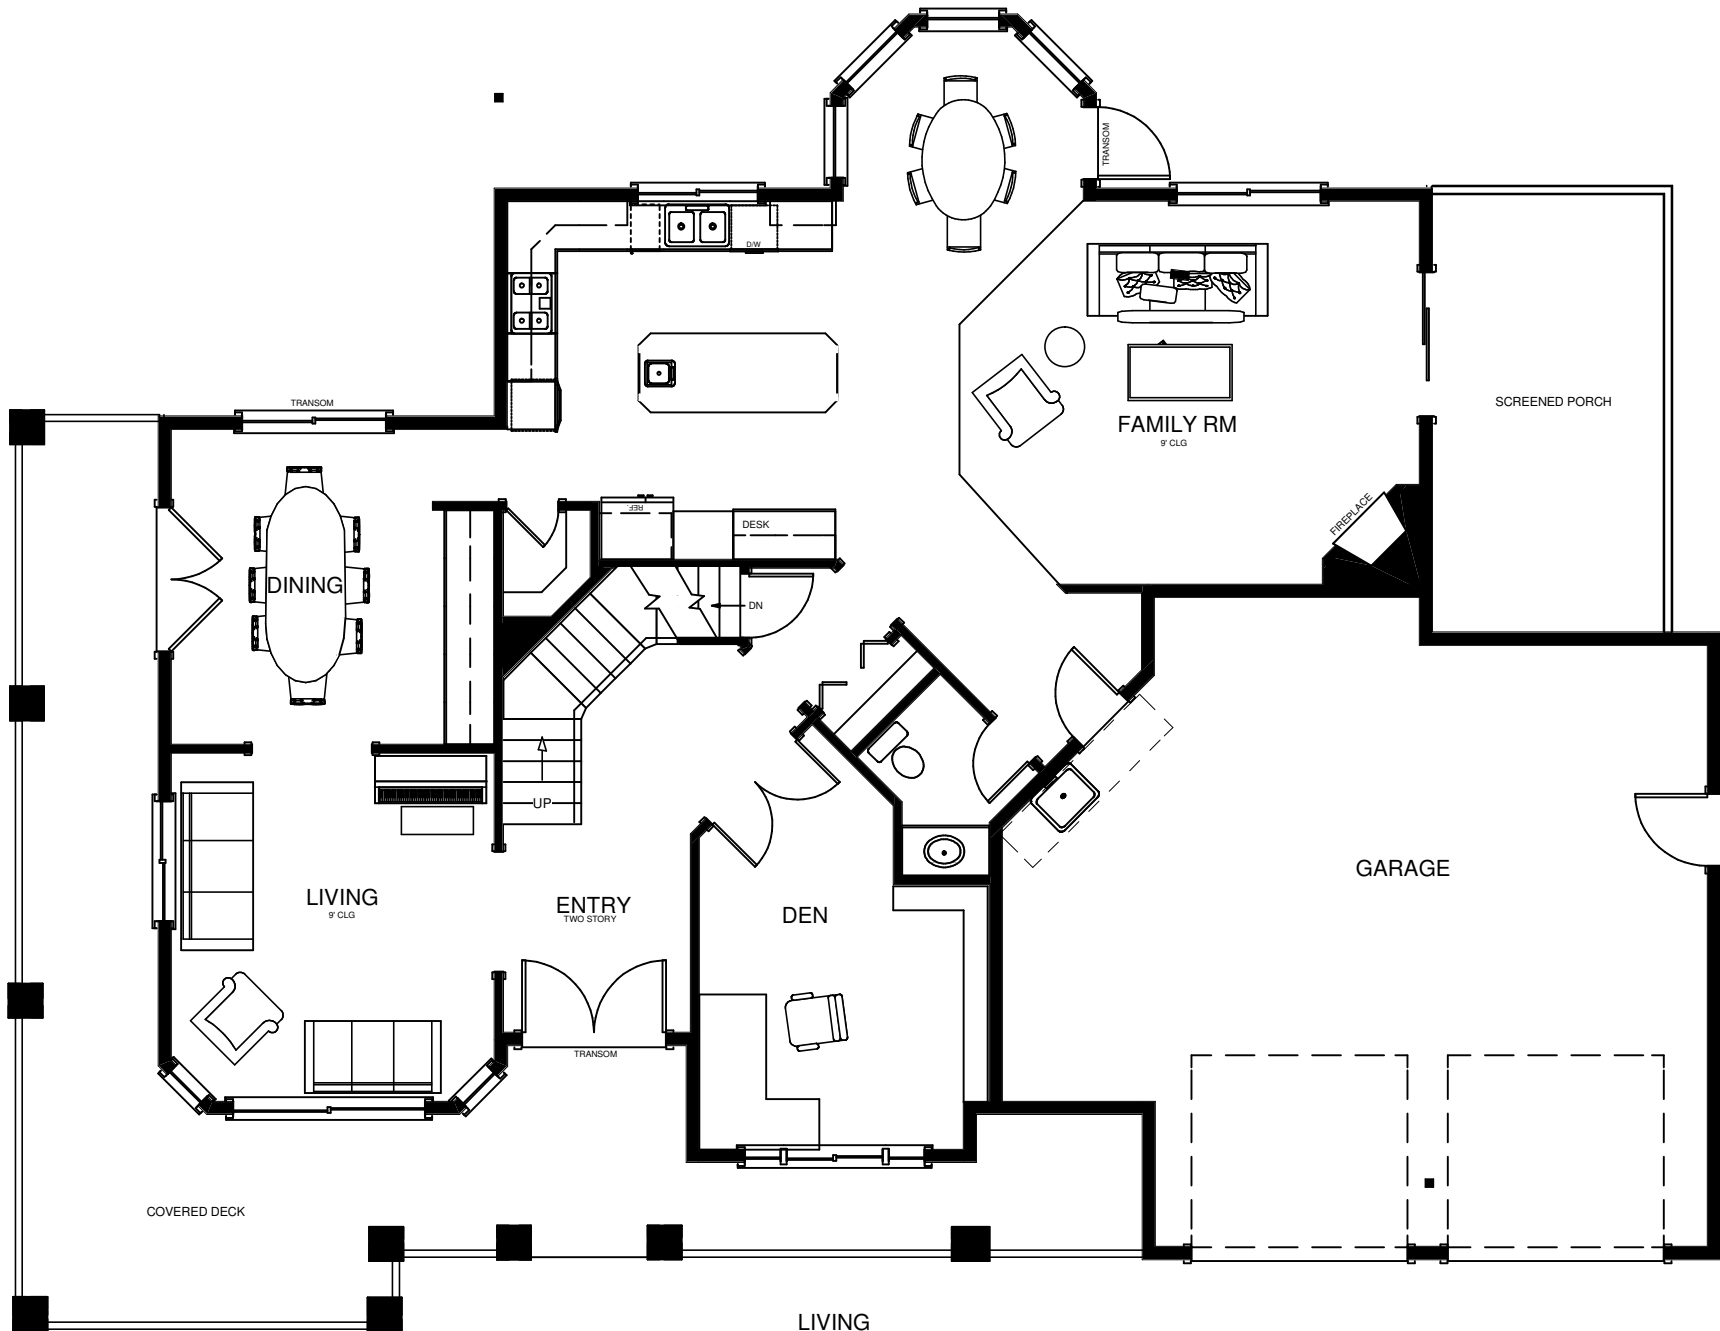 TRANSOM
D/W
TRANSOM
SCREENED PORCH
FAMILY RM
9' CLG
REF.
DESK
FIREPLACE
DINING
DN
UP
LIVING
9' CLG
ENTRY
TWO STORY
DEN
GARAGE
TRANSOM
COVERED DECK
LIVING